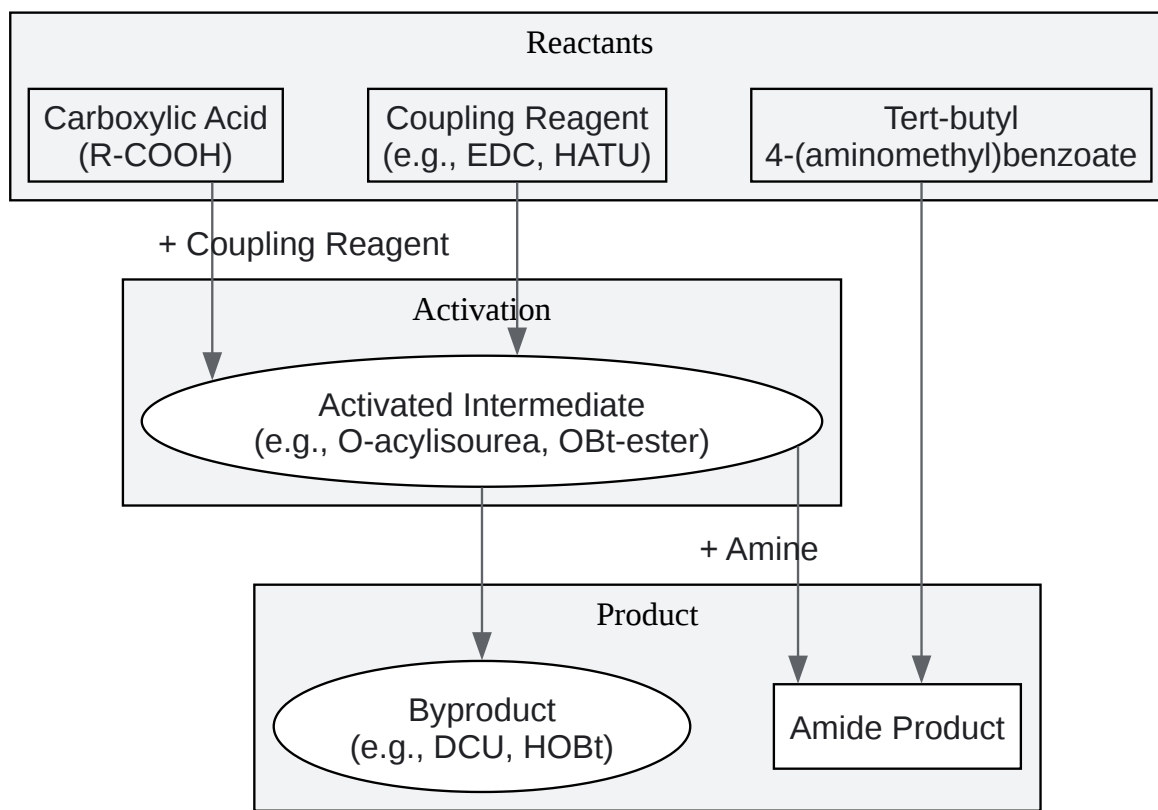 Reactants
Carboxylic Acid
(R-COOH)
Coupling Reagent
(e.g., EDC, HATU)
Tert-butyl
4-(aminomethyl)benzoate
+ Coupling Reagent
Activation
Activated Intermediate
(e.g., O-acylisourea, OBt-ester)
+ Amine
Product
Byproduct
(e.g., DCU, HOBt)
Amide Product